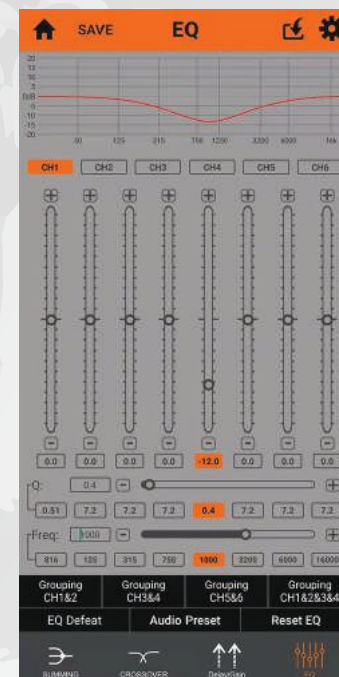 SAVE EQ
20
15
10
5
0dB
-5
-10
-15
-20
125 315 750 1250 3200 6000 16k
CH1 CH2 CH3 CH4 CH5 CH6
0.0 0.0 0.0 0.0 -12.0 0.0 0.0 0.0
Q: 0.4
0.51 7.2 7.2 7.2 0.4 7.2 7.2 7.2
Freq: 1000
816 125 315 750 1000 3200 6000 16000
Grouping Grouping Grouping Grouping
CH1&2 CH3&4 CH5&6 CH1&2&3&4
EQ Defeat Audio Preset Reset EQ
SUMMING CROSSOVER Delay/Gain EQ